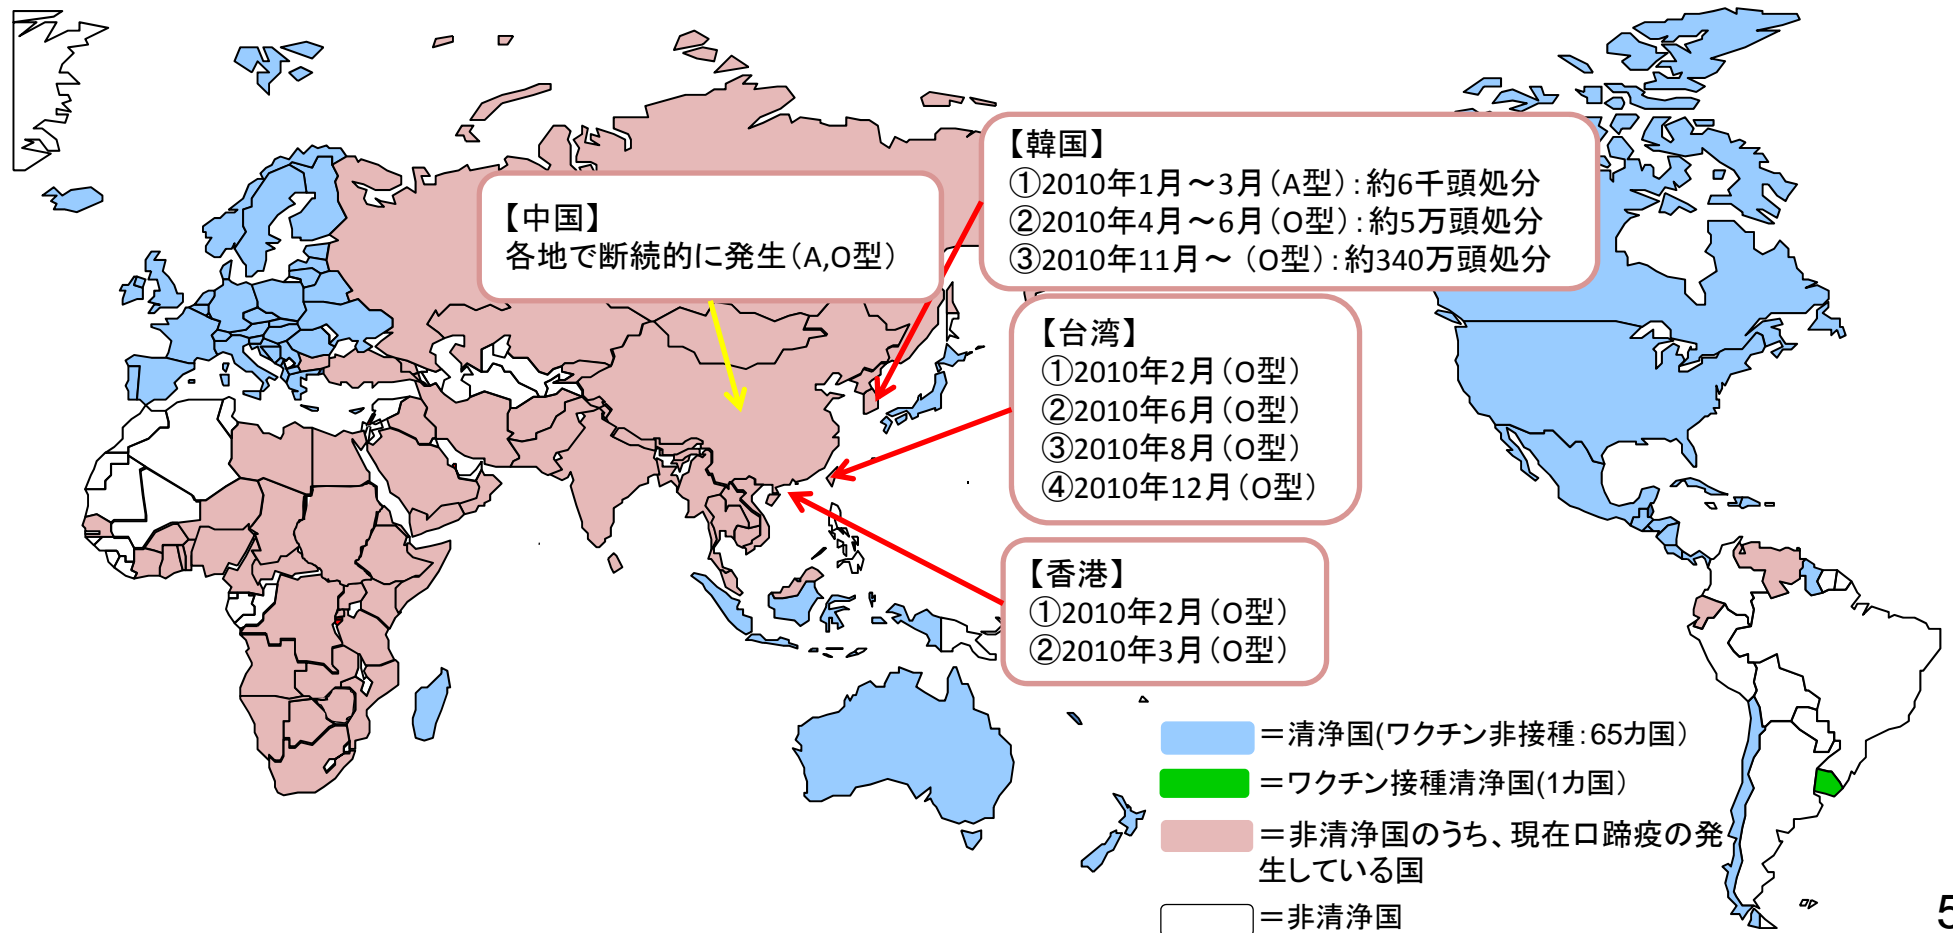 【韓国】
①2010年1月～3月（A型）：約6千頭処分
②2010年4月～6月（O型）：約5万頭処分
③2010年11月～（O型）：約340万頭処分
【中国】
各地で断続的に発生（A,O型）
【台湾】
①2010年2月（O型）
②2010年6月（O型）
③2010年8月（O型）
④2010年12月（O型）
【香港】
①2010年2月（O型）
②2010年3月（O型）
＝清浄国(ワクチン非接種：65カ国）
＝ワクチン接種清浄国(1カ国）
＝非清浄国のうち、現在口蹄疫の発
生している国
＝非清浄国
5